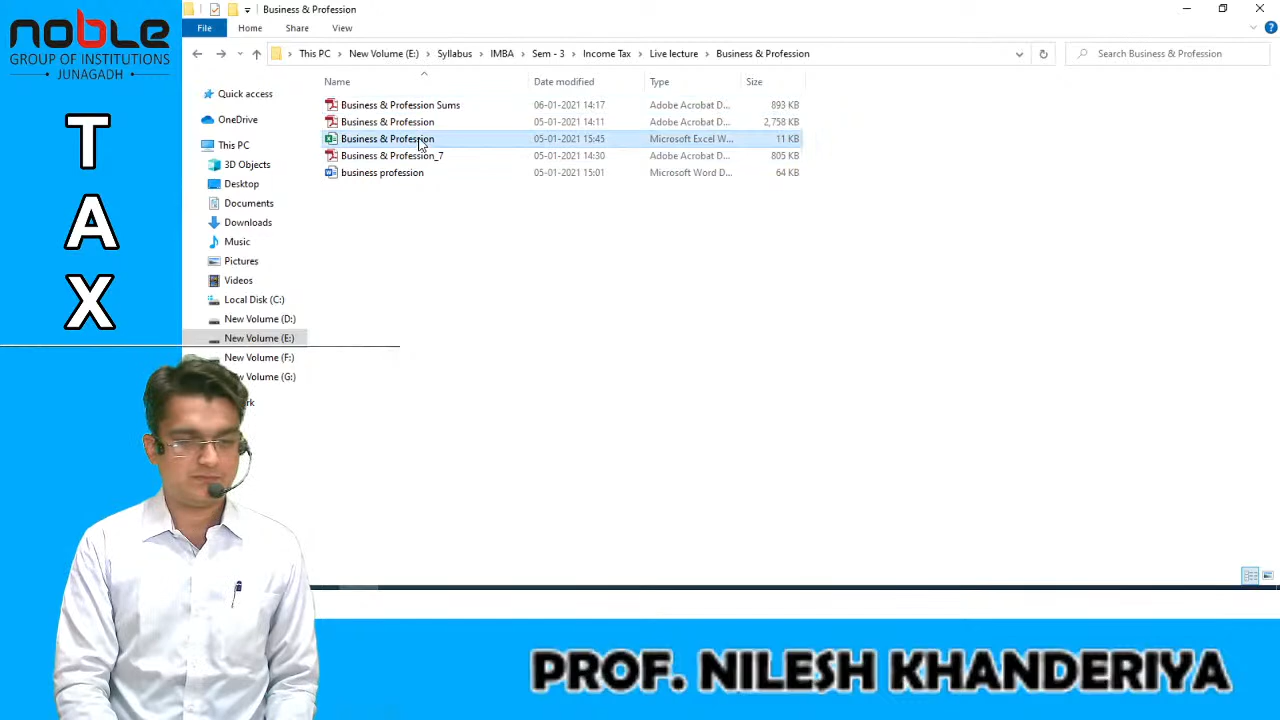 Business & Profession
noble
GROUP OF INSTITUTIONS
JUNAGADH
TAX
File Home Share View
This PC New Volume (E:) Syllabus IMBA Sem - 3 Income Tax Live lecture Business & Profession
Search Business & Profession
Name Date modified Type Size
Business & Profession Sums 06-01-2021 14:17 Adobe Acrobat D... 893 KB
Business & Profession 06-01-2021 14:11 Adobe Acrobat D... 2,758 KB
Business & Profession 05-01-2021 15:45 Microsoft Excel W... 11 KB
Business & Profession_7 05-01-2021 14:30 Adobe Acrobat D... 805 KB
business profession 05-01-2021 15:01 Microsoft Word D... 64 KB
Quick access
OneDrive
This PC
3D Objects
Desktop
Documents
Downloads
Music
Pictures
Videos
Local Disk (C:)
New Volume (D:)
New Volume (E:)
New Volume (F:)
w Volume (G:)
PROF. NILESH KHANDERIYA